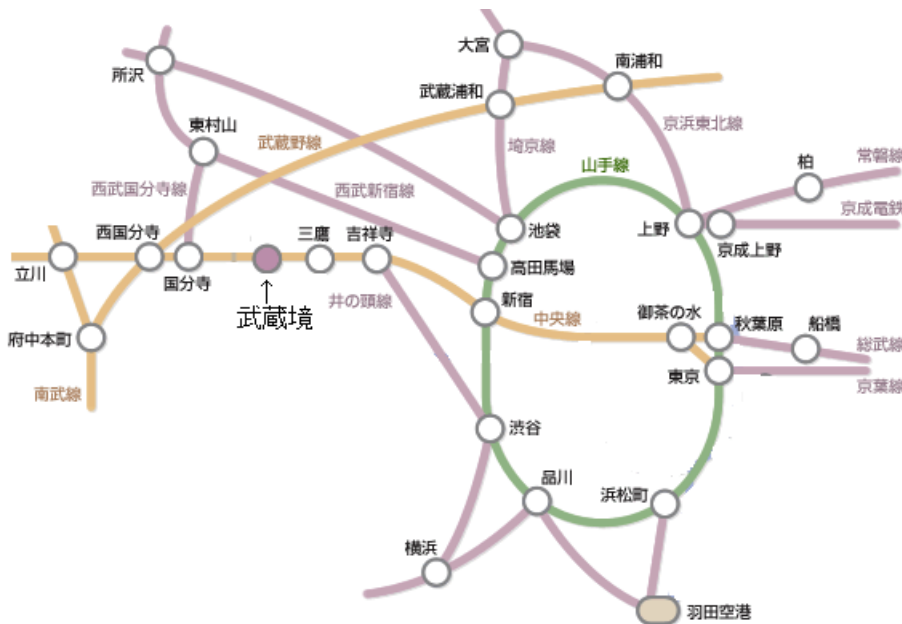 大宮
南浦和
所沢
武蔵浦和
東村山
京浜東北線
武蔵野線
埼京線
常磐線
柏
山手線
西武国分寺線
西武新宿線
京成電鉄
池袋
上野
西国分寺
三鷹
吉祥寺
京成上野
立川
国分寺
高田馬場
↑
武蔵境
井の頭線
新宿
中央線
御茶の水
秋葉原
船橋
府中本町
総武線
東京
京葉線
南武線
渋谷
品川
浜松町
横浜
羽田空港